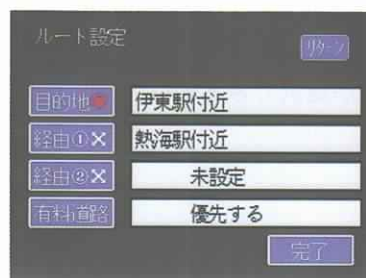 ルート設定
リターン
目的地 伊東駅付近
経由①× 熱海駅付近
経由②× 未設定
有料道路 優先する
完了